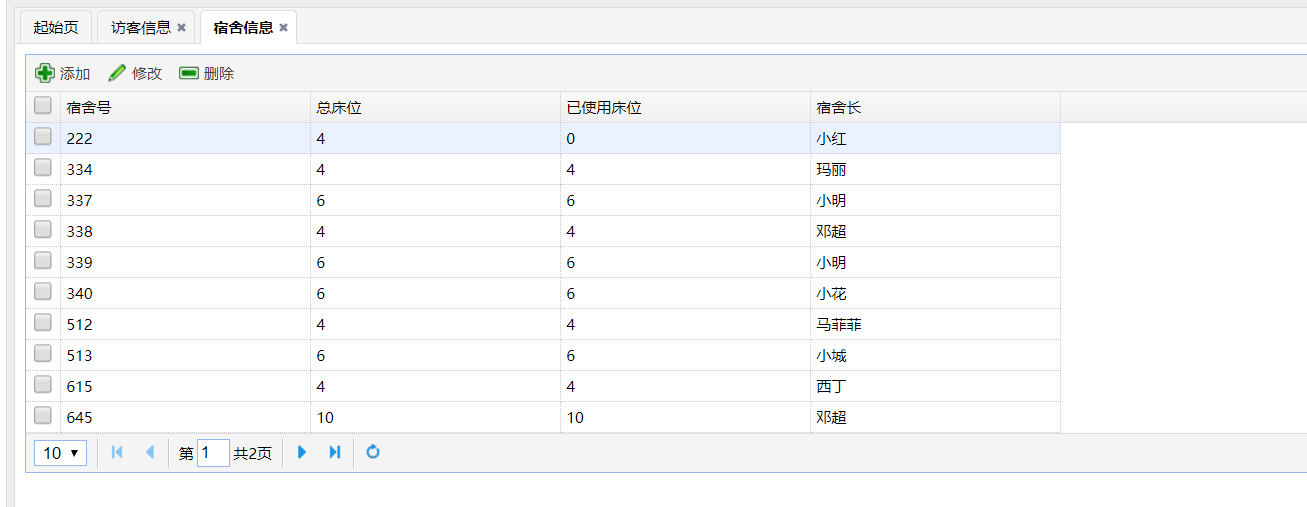 起始页 访客信息 宿舍信息
添加 修改 删除
宿舍号 总床位 已使用床位 宿舍长
222 4 0 小红
334 4 4 玛丽
337 6 6 小明
338 4 4 邓超
339 6 6 小明
340 6 6 小花
512 4 4 马菲菲
513 6 6 小城
615 4 4 西丁
645 10 10 邓超
10 第 1 共2页